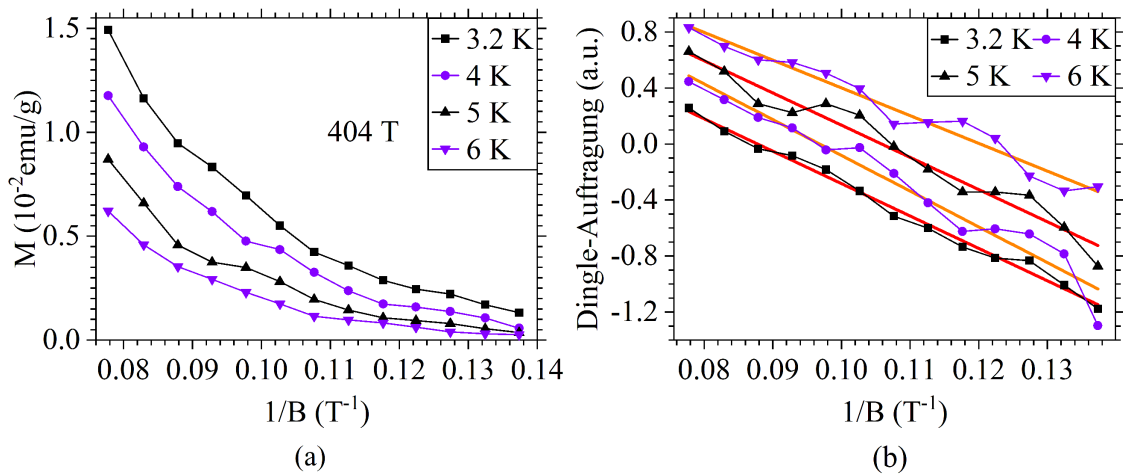 1.5
1.0
0.5
0.0
M (10⁻²emu/g)
3.2 K
4 K
5 K
6 K
404 T
0.08 0.09 0.10 0.11 0.12 0.13 0.14
1/B (T⁻¹)
(a)
0.8
0.4
0.0
-0.4
-0.8
-1.2
Dingle-Auftragung (a.u.)
3.2 K 4 K
5 K 6 K
0.08 0.09 0.10 0.11 0.12 0.13
1/B (T⁻¹)
(b)